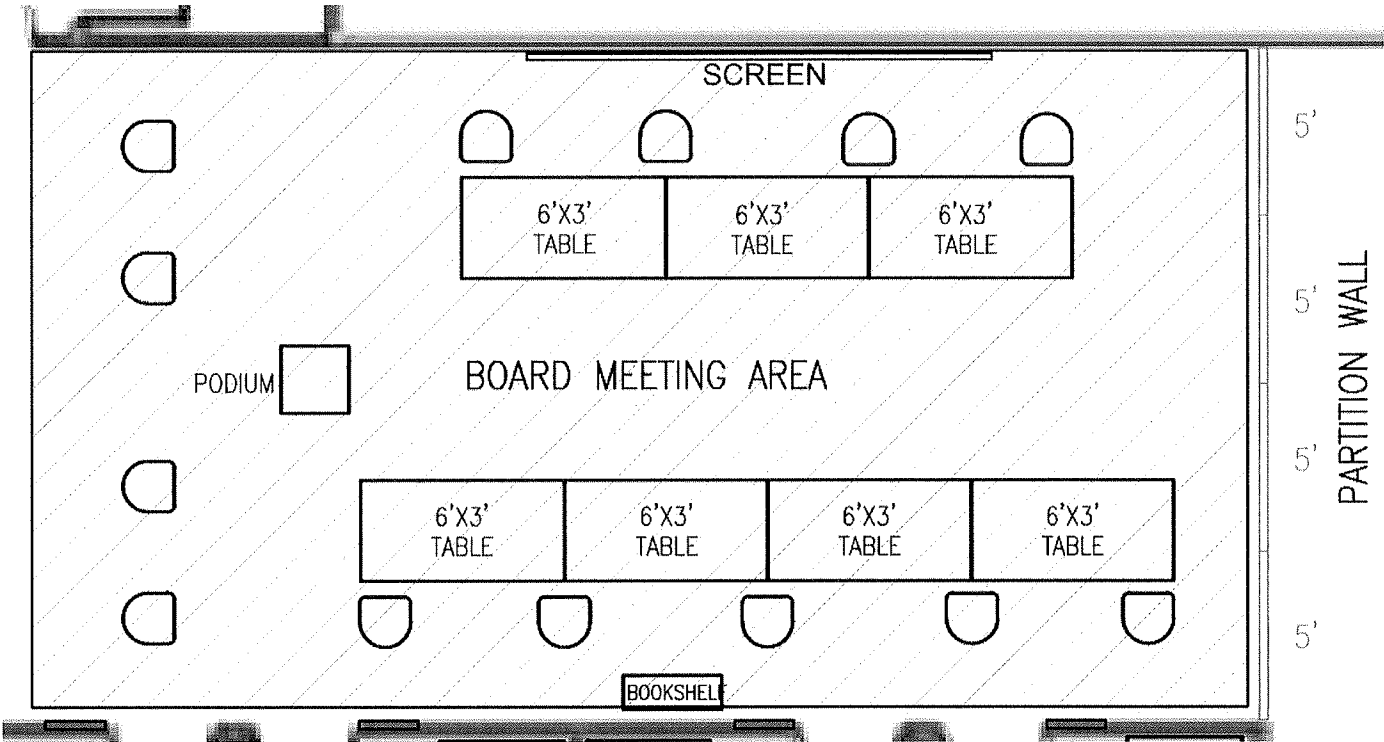 SCREEN
5'
6'X3'
TABLE
6'X3'
TABLE
6'X3'
TABLE
5'
PARTITION WALL
PODIUM
BOARD MEETING AREA
5'
6'X3'
TABLE
6'X3'
TABLE
6'X3'
TABLE
6'X3'
TABLE
5'
BOOKSHELF